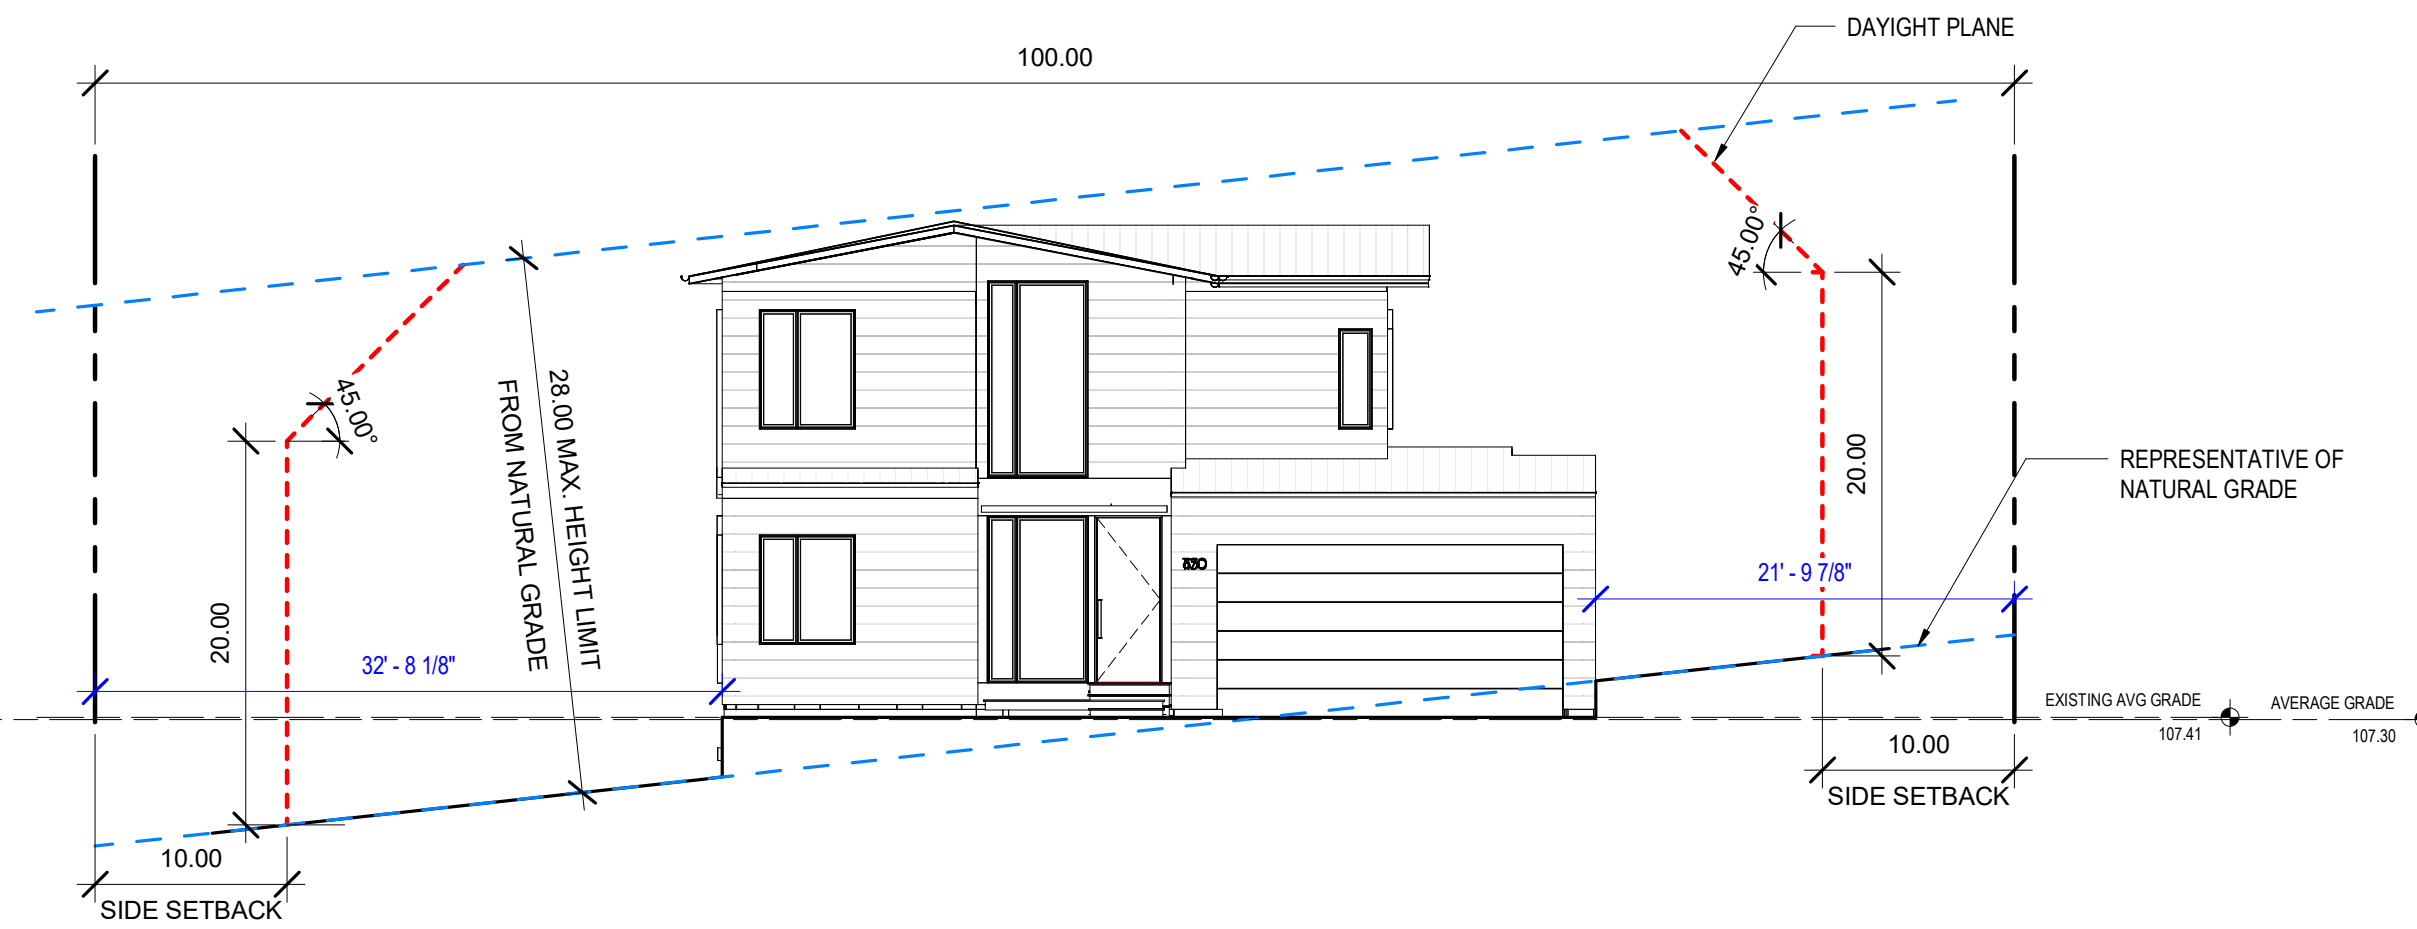 DAYIGHT PLANE
100.00
45.00°
45.00°
28.00 MAX. HEIGHT LIMIT
FROM NATURAL GRADE
20.00
20.00
REPRESENTATIVE OF
NATURAL GRADE
530
21' - 9 7/8"
32' - 8 1/8"
EXISTING AVG GRADE
107.41
AVERAGE GRADE
107.30
10.00
SIDE SETBACK
10.00
SIDE SETBACK